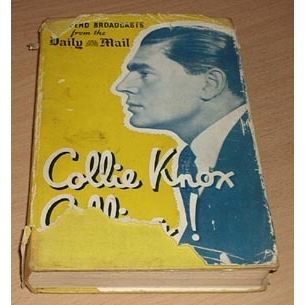 BROADCASTS
from the
Daily Mail
Collie Knox
!